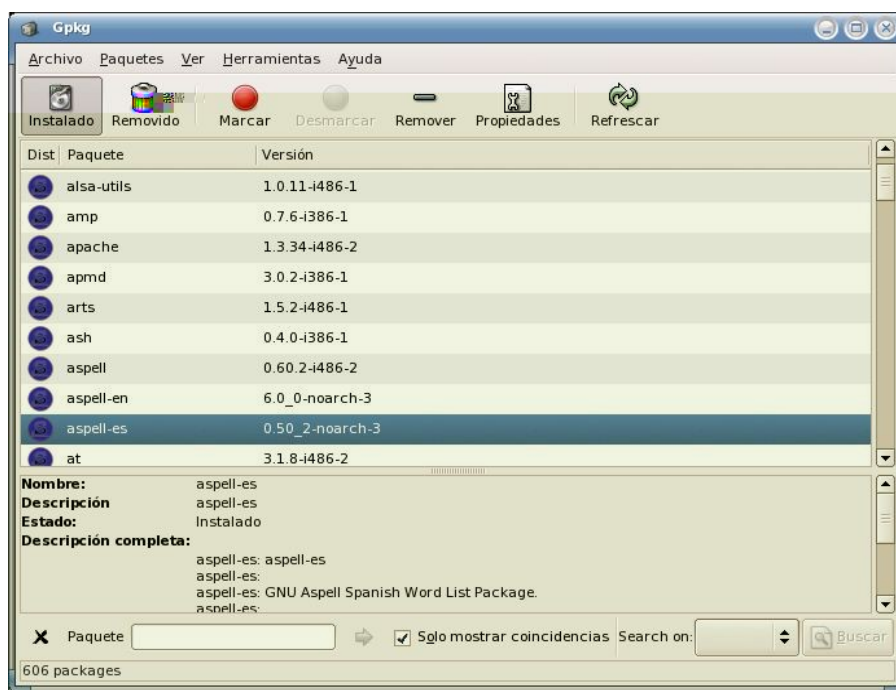 Gpkg
Archivo Paquetes Ver Herramientas Ayuda
Instalado Removido Marcar Desmarcar Remover Propiedades Refrescar
Dist Paquete Versión
alsa-utils 1.0.11-i486-1
amp 0.7.6-i386-1
apache 1.3.34-i486-2
apmd 3.0.2-i386-1
arts 1.5.2-i486-1
ash 0.4.0-i386-1
aspell 0.60.2-i486-2
aspell-en 6.0_0-noarch-3
aspell-es 0.50_2-noarch-3
at 3.1.8-i486-2
Nombre: aspell-es
Descripción aspell-es
Estado: Instalado
Descripción completa:
aspell-es: aspell-es
aspell-es:
aspell-es: GNU Aspell Spanish Word List Package.
aspell-es:
Paquete Solo mostrar coincidencias Search on: Buscar
606 packages